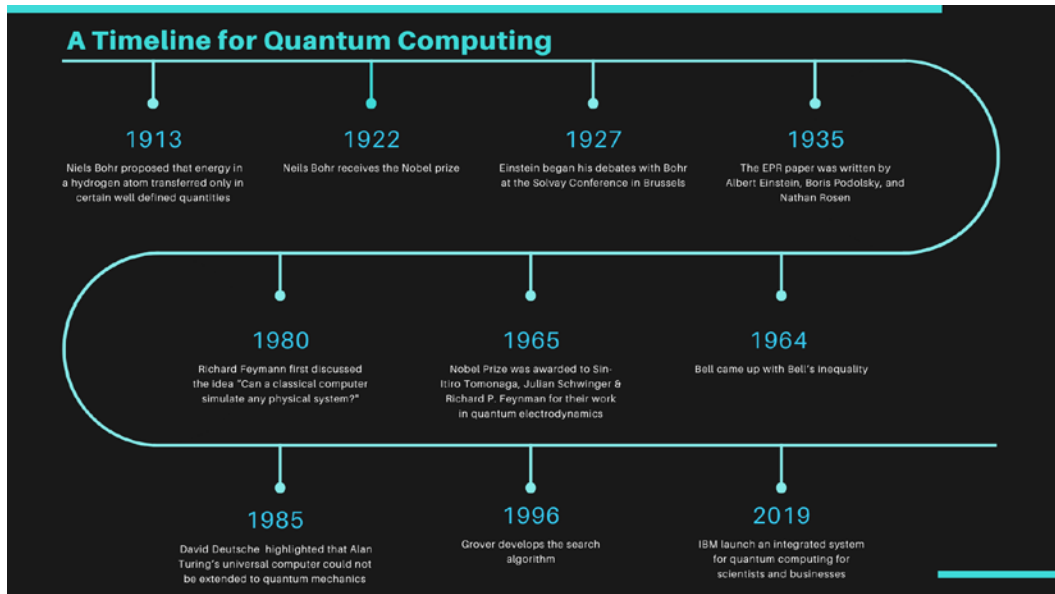 A Timeline for Quantum Computing
1913
Niels Bohr proposed that energy in
a hydrogen atom transferred only in
certain well defined quantities
1922
Neils Bohr receives the Nobel prize
1927
Einstein began his debates with Bohr
at the Solvay Conference in Brussels
1935
The EPR paper was written by
Albert Einstein, Boris Podolsky, and
Nathan Rosen
1964
Bell came up with Bell's inequality
1965
Nobel Prize was awarded to Sin-
Itiro Tomonaga, Julian Schwinger &
Richard P. Feynman for their work
in quantum electrodynamics
1980
Richard Feymann first discussed
the idea "Can a classical computer
simulate any physical system?"
1985
David Deutsche highlighted that Alan
Turing's universal computer could not
be extended to quantum mechanics
1996
Grover develops the search
algorithm
2019
IBM launch an integrated system
for quantum computing for
scientists and businesses